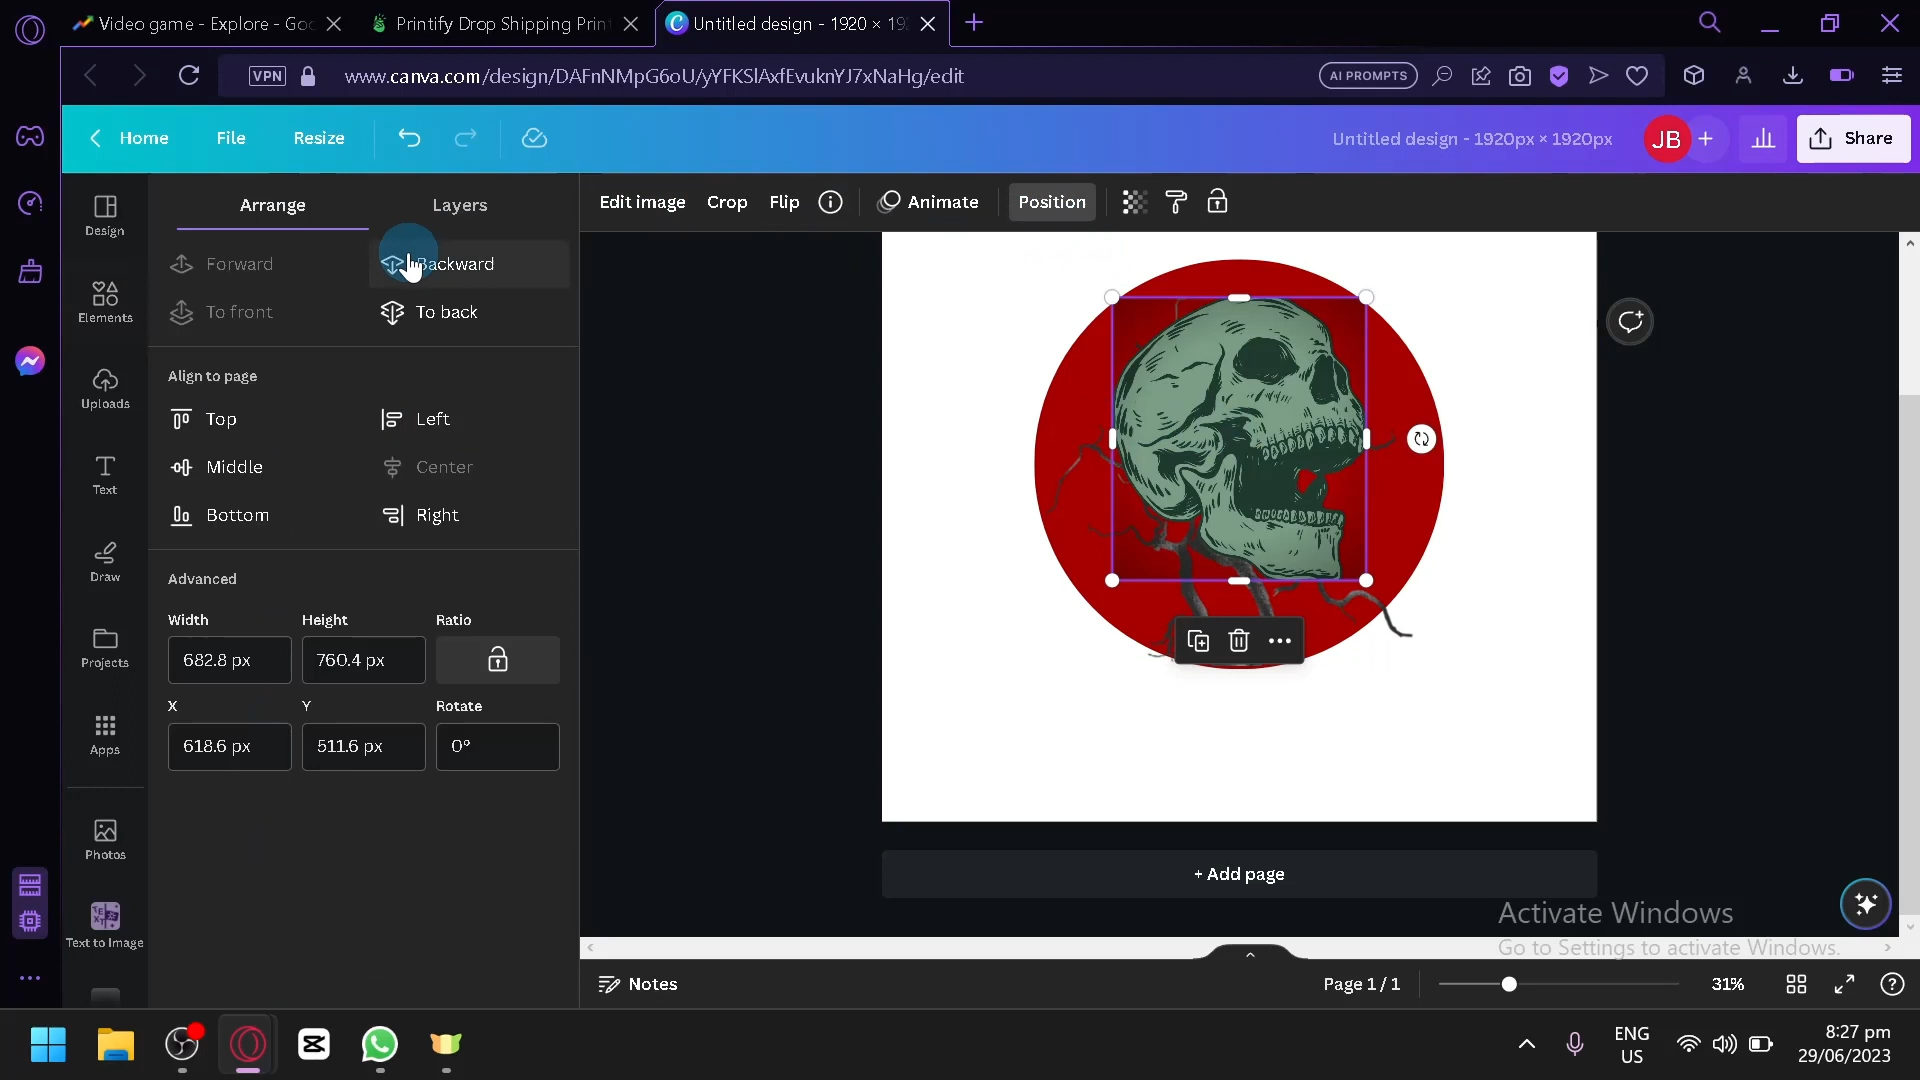 Video game - Explore - Goo
Printify Drop Shipping Prin
Untitled design - 1920 × 19
VPN
www.canva.com/design/DAFnNMpG6oU/yYFKSlAxfEvuknYJ7xNaHg/edit
AI PROMPTS
Home
File
Resize
Untitled design - 1920px × 1920px
JB
+
Share
Design
Elements
Uploads
Text
Draw
Projects
Apps
Photos
Text to Image
Arrange
Layers
Forward
Backward
To front
To back
Align to page
Top
Left
Middle
Center
Bottom
Right
Advanced
Width
Height
Ratio
682.8 px
760.4 px
X
Y
Rotate
618.6 px
511.6 px
0°
Edit image
Crop
Flip
Animate
Position
+ Add page
Activate Windows
Go to Settings to activate Windows.
Notes
Page 1 / 1
31%
ENG
US
8:27 pm
29/06/2023